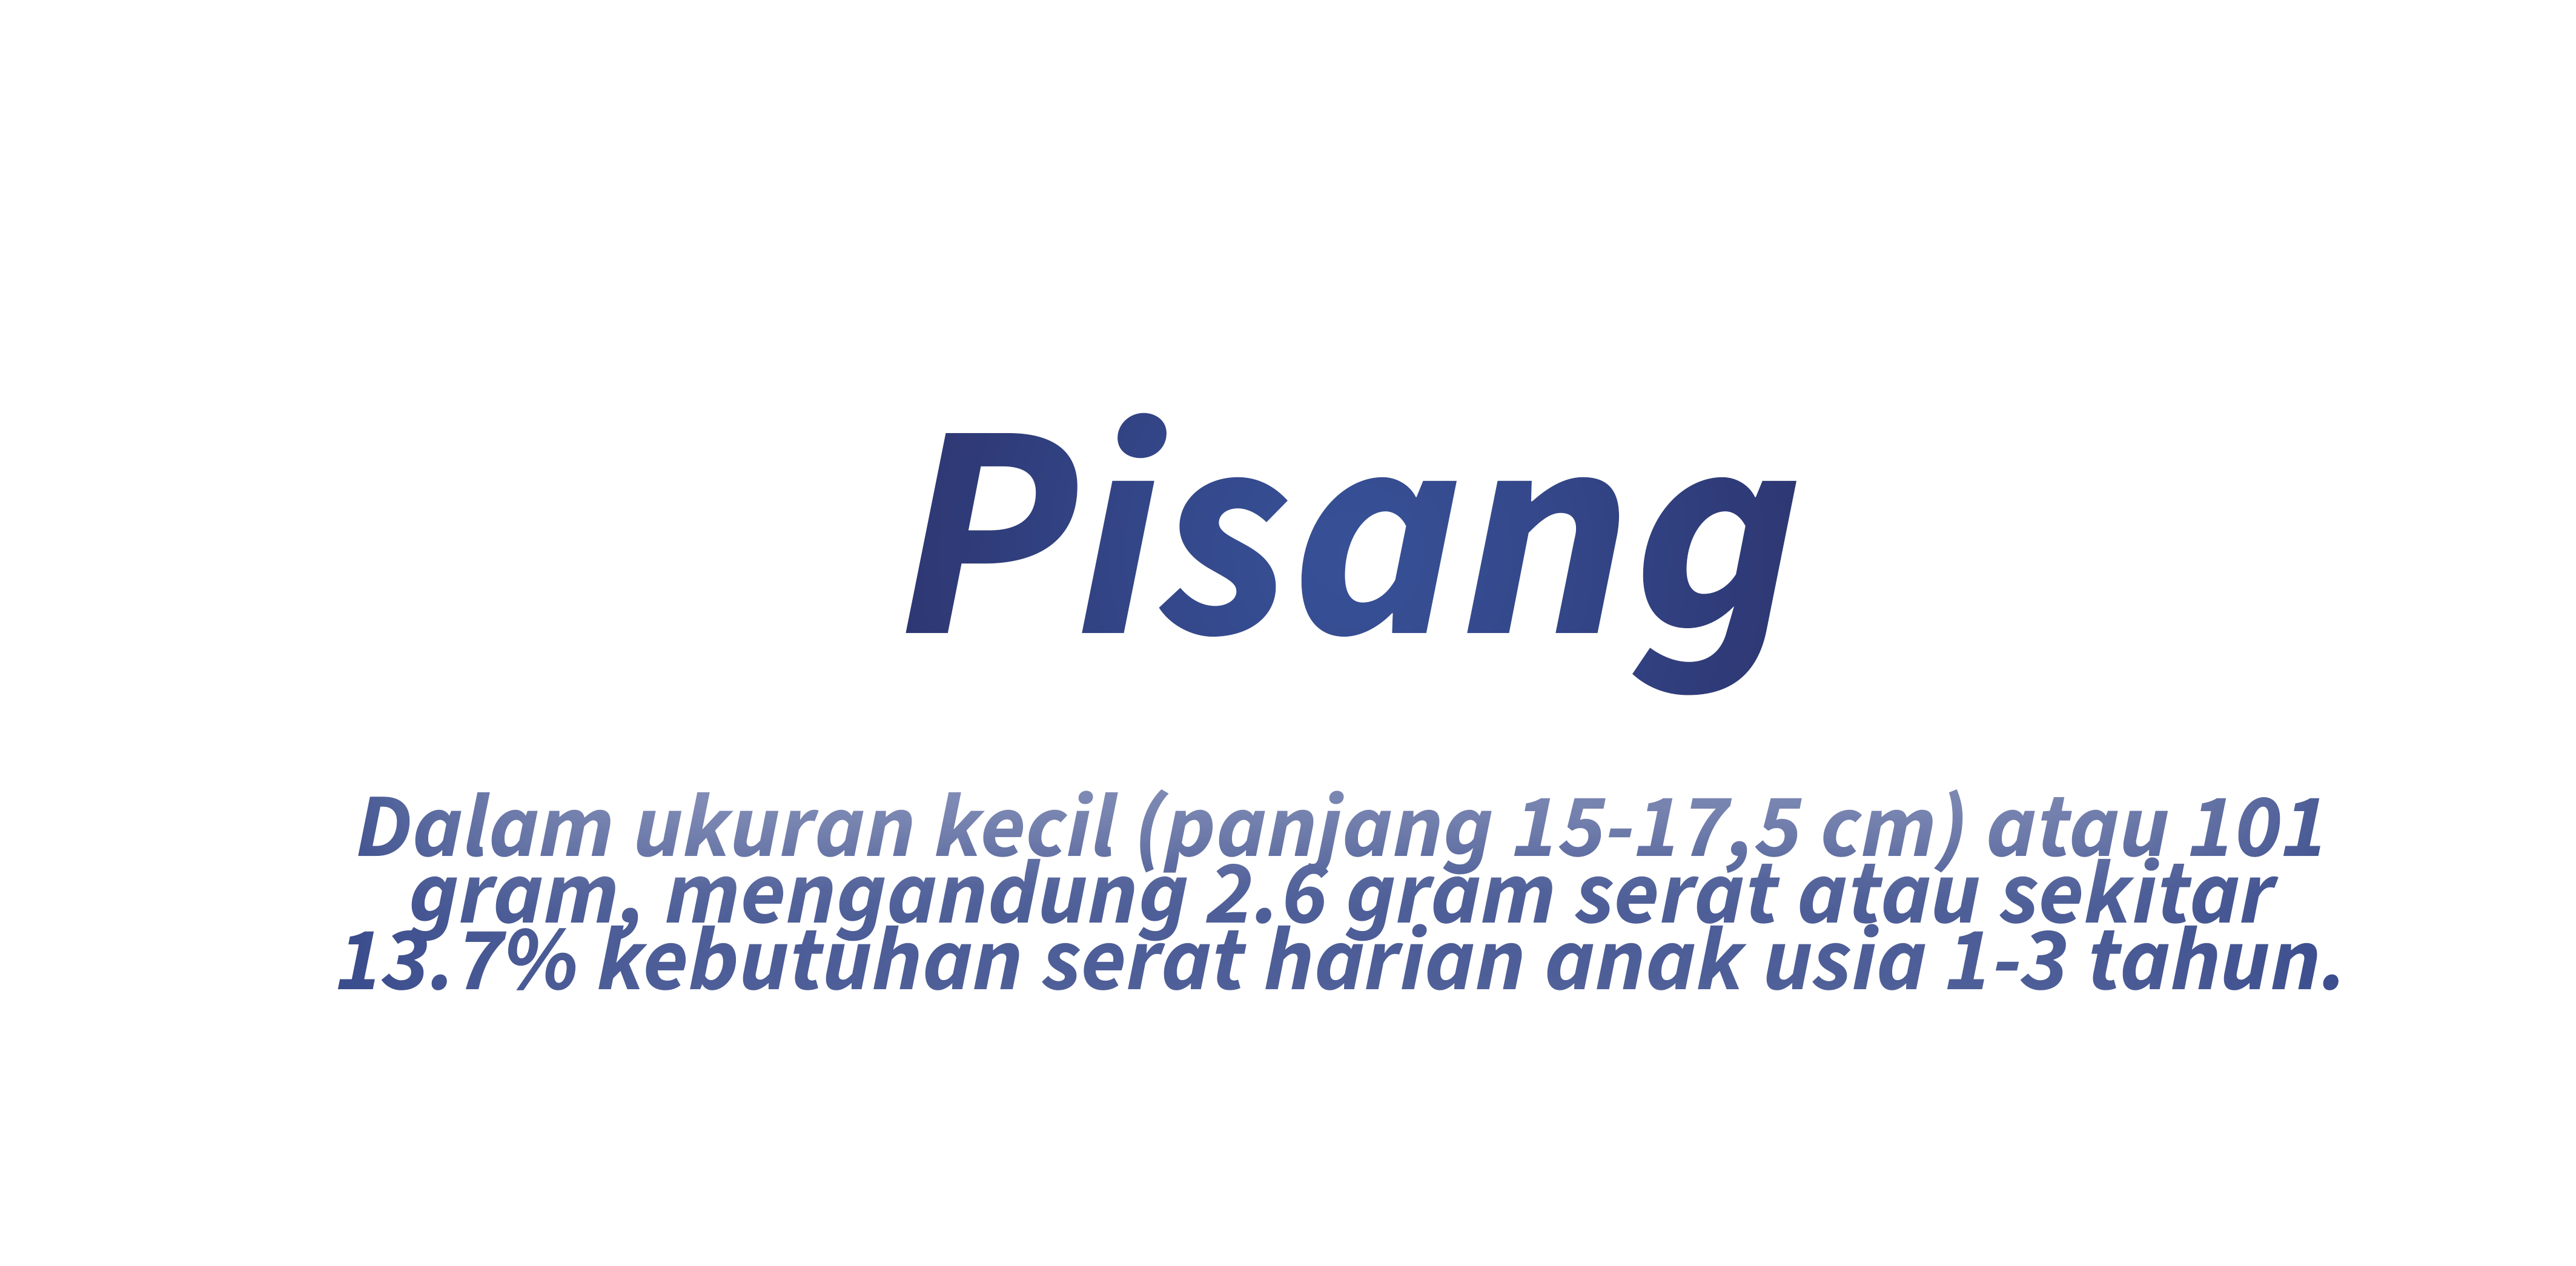 Pisang
Dalam ukuran kecil (panjang 15-17,5 cm) atau 101
gram, mengandung 2.6 gram serat atau sekitar
13.7% kebutuhan serat harian anak usia 1-3 tahun.